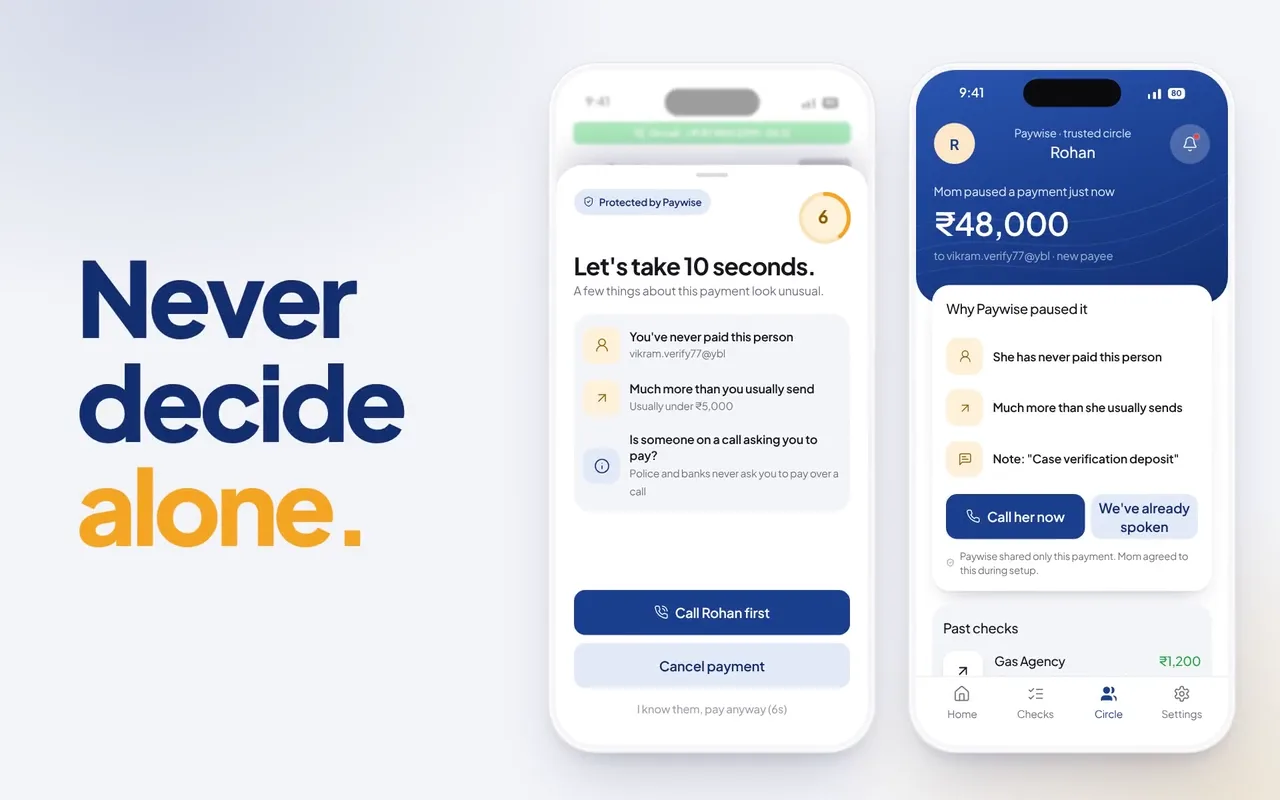 Never
decide
alone.
9:41
Protected by Paywise
6
Let's take 10 seconds.
A few things about this payment look unusual.
You've never paid this person
vikram.verify77@ybl
Much more than you usually send
Usually under ₹5,000
Is someone on a call asking you to
pay?
Police and banks never ask you to pay over a
call
Call Rohan first
Cancel payment
I know them, pay anyway (6s)
9:41
80
R
Paywise · trusted circle
Rohan
Mom paused a payment just now
₹48,000
to vikram.verify77@ybl · new payee
Why Paywise paused it
She has never paid this person
Much more than she usually sends
Note: "Case verification deposit"
Call her now
We've already
spoken
Paywise shared only this payment. Mom agreed to
this during setup.
Past checks
Gas Agency
₹1,200
Home
Checks
Circle
Settings